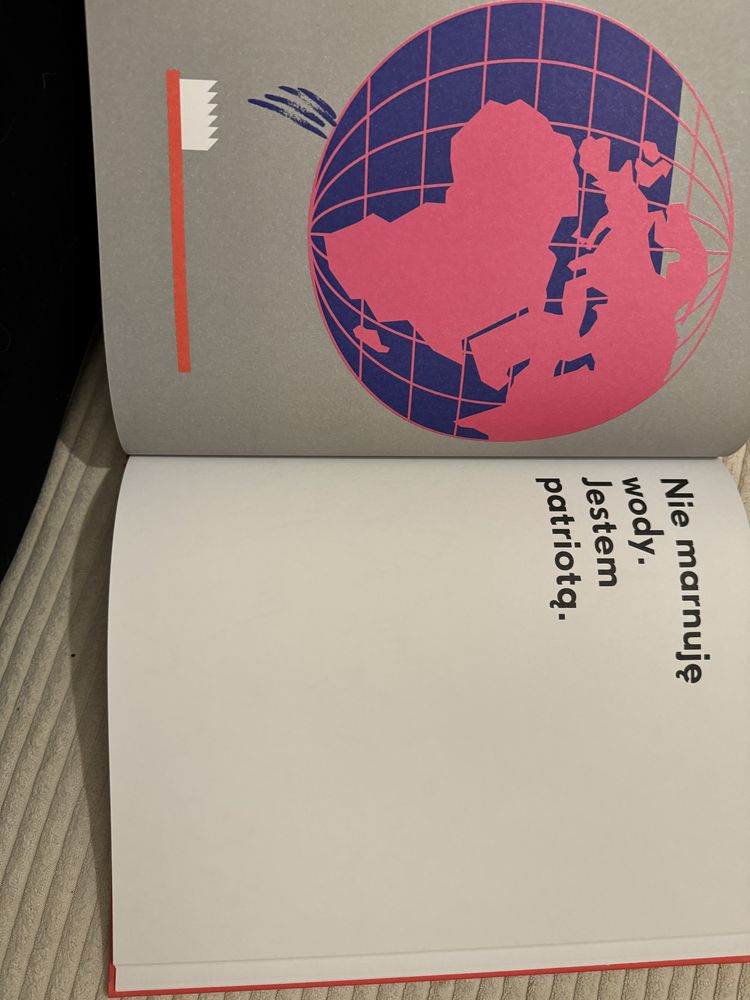 Nie marnuję
wody.
Jestem
patriotą.